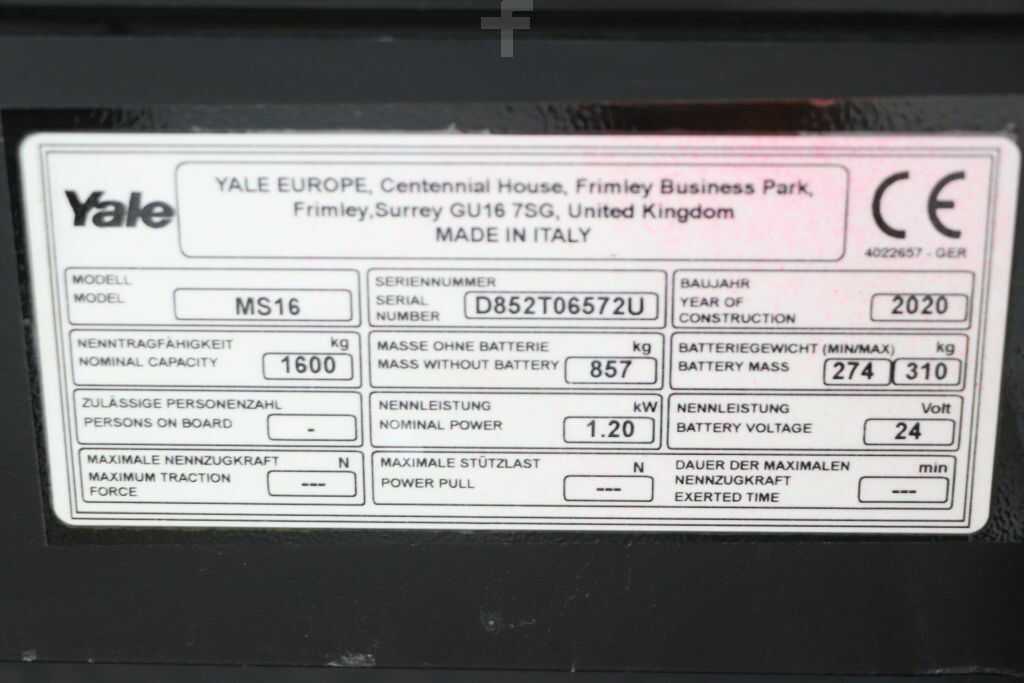 f
Yale
YALE EUROPE, Centennial House, Frimley Business Park,
Frimley,Surrey GU16 7SG, United Kingdom
MADE IN ITALY
CE
4022657 - GER
MODELL
MODEL
MS16
SERIENNUMMER
SERIAL
NUMBER
D852T06572U
BAUJAHR
YEAR OF
CONSTRUCTION
2020
NENNTRAGFÄHIGKEIT kg
NOMINAL CAPACITY 1600
MASSE OHNE BATTERIE kg
MASS WITHOUT BATTERY 857
BATTERIEGEWICHT (MIN/MAX) kg
BATTERY MASS 274 310
ZULÄSSIGE PERSONENZAHL
PERSONS ON BOARD -
NENNLEISTUNG kW
NOMINAL POWER 1.20
NENNLEISTUNG Volt
BATTERY VOLTAGE 24
MAXIMALE NENNZUGKRAFT N
MAXIMUM TRACTION
FORCE ---
MAXIMALE STÜTZLAST N
POWER PULL ---
DAUER DER MAXIMALEN min
NENNZUGKRAFT
EXERTED TIME ---